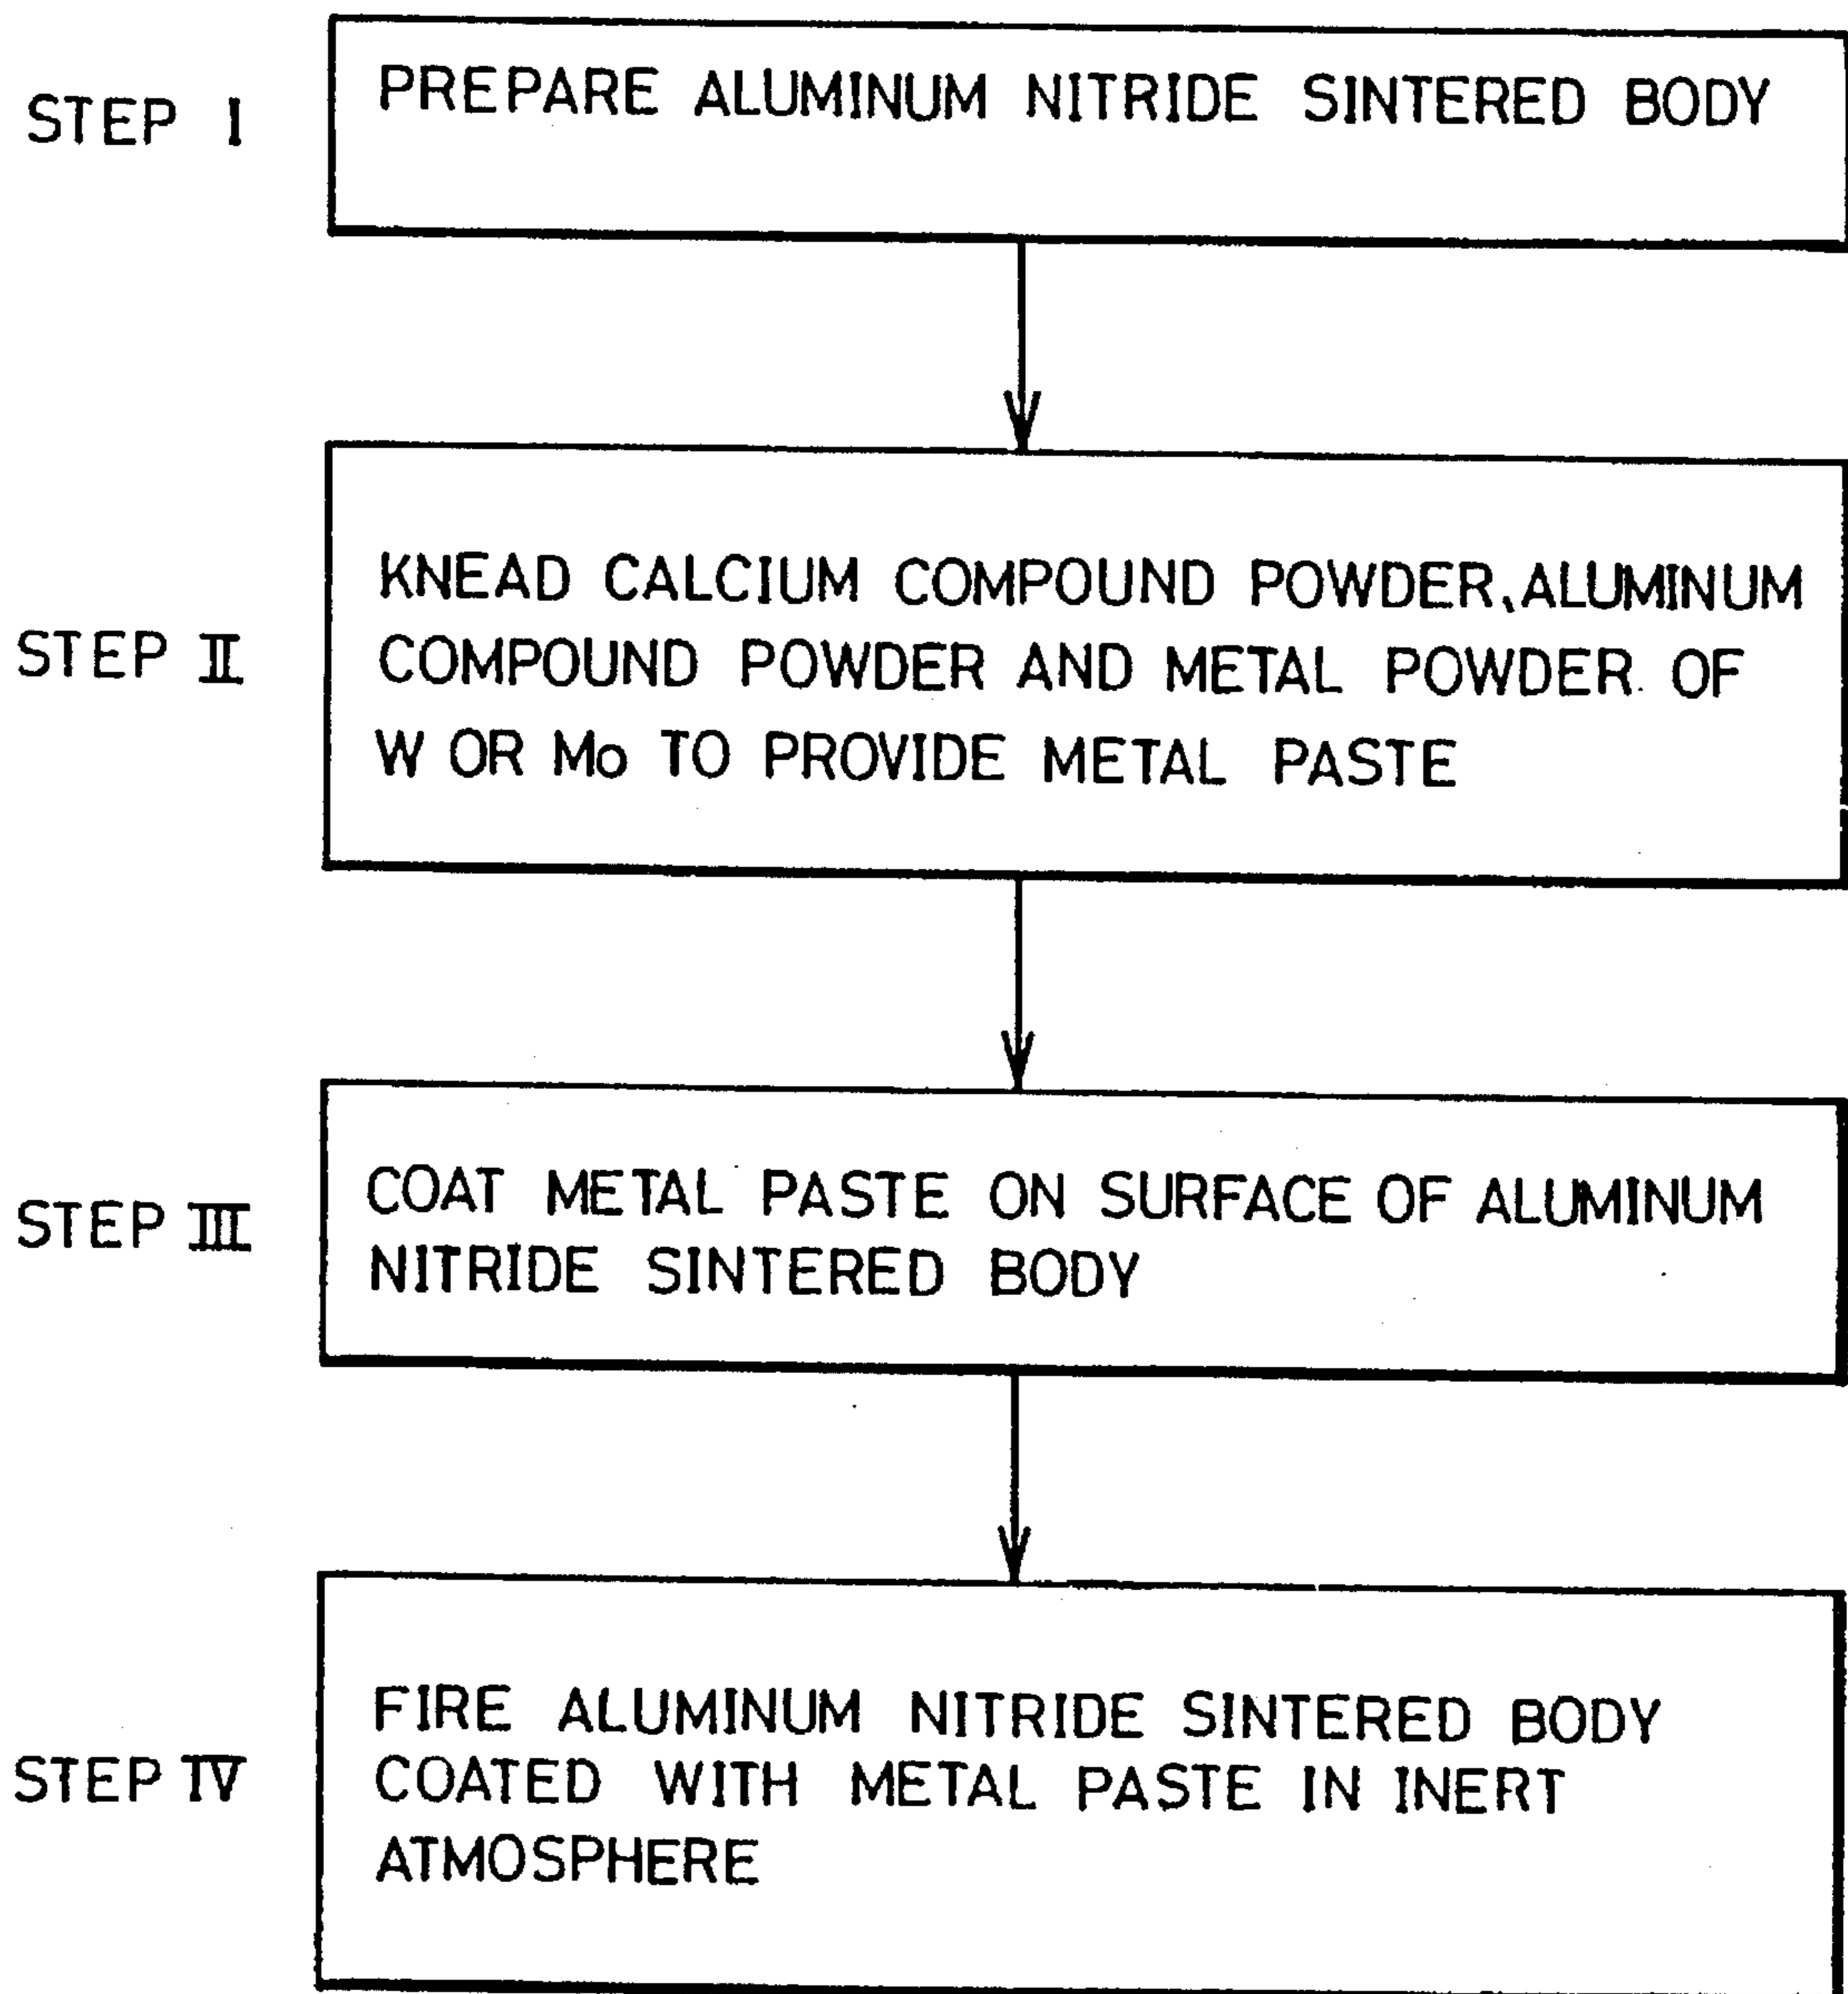 STEP I
PREPARE ALUMINUM NITRIDE SINTERED BODY
STEP II
KNEAD CALCIUM COMPOUND POWDER, ALUMINUM
COMPOUND POWDER AND METAL POWDER OF
W OR Mo TO PROVIDE METAL PASTE
STEP III
COAT METAL PASTE ON SURFACE OF ALUMINUM
NITRIDE SINTERED BODY
STEP IV
FIRE ALUMINUM NITRIDE SINTERED BODY
COATED WITH METAL PASTE IN INERT
ATMOSPHERE